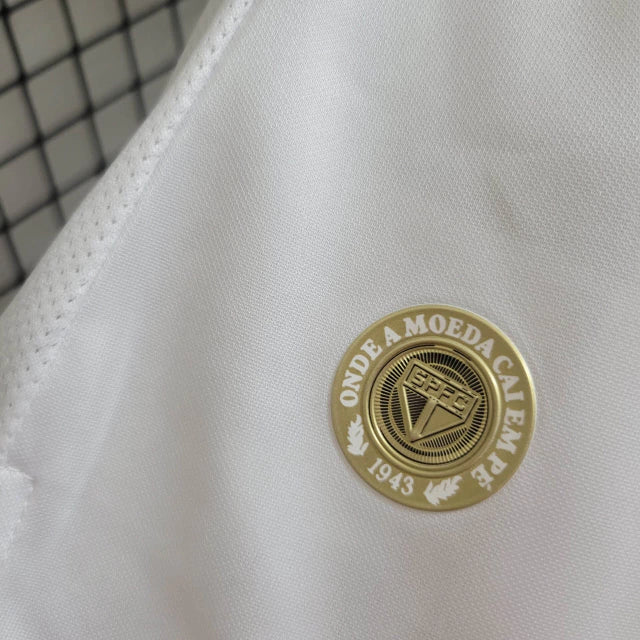 ONDE A MOEDA CAI EM PÉ
SPFC
1943